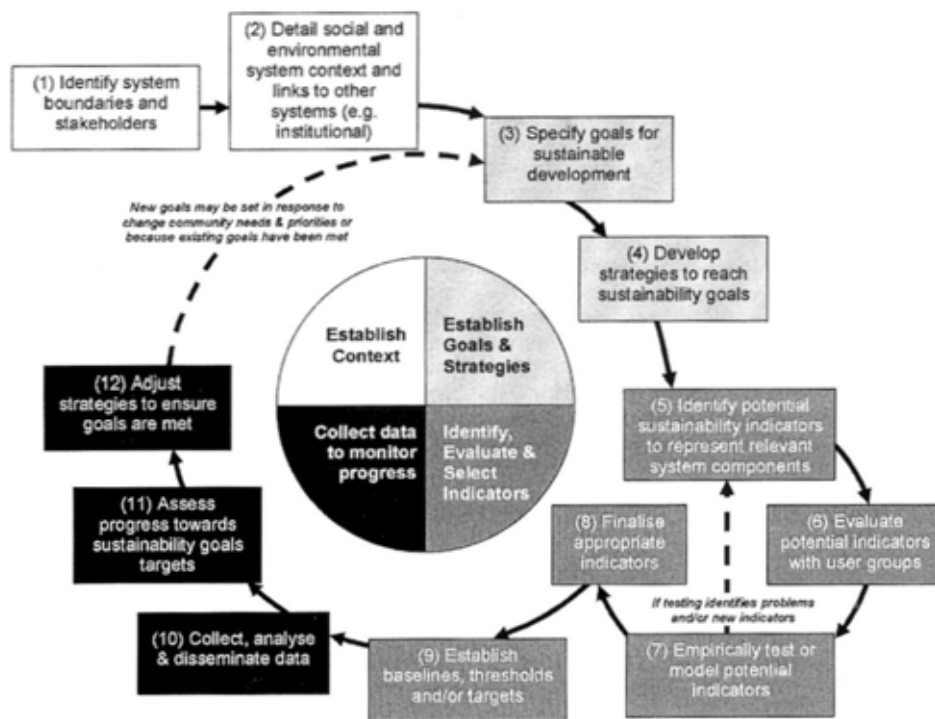 (1) Identify system
boundaries and
stakeholders
(2) Detail social and
environmental
system context and
links to other
systems (e.g.
institutional)
(3) Specify goals for
sustainable
development
(4) Develop
strategies to reach
sustainability goals
(5) Identify potential
sustainability indicators
to represent relevant
system components
(6) Evaluate
potential indicators
with user groups
(7) Empirically test or
model potential
indicators
If testing identifies problems
and/or new indicators
(8) Finalise
appropriate
indicators
(9) Establish
baselines, thresholds
and/or targets
(10) Collect, analyse
& disseminate data
(11) Assess
progress towards
sustainability goals
targets
(12) Adjust
strategies to ensure
goals are met
New goals may be set in response to
change community needs & priorities or
because existing goals have been met
Establish
Context
Establish
Goals &
Strategies
Collect data
to monitor
progress
Identify,
Evaluate &
Select
Indicators